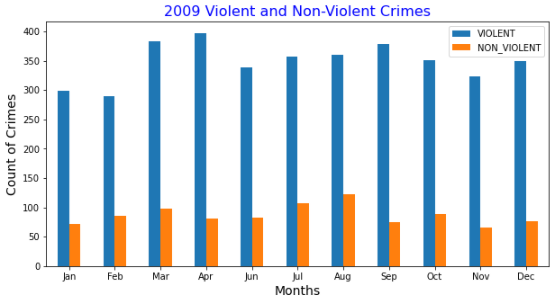 2009 Violent and Non-Violent Crimes
VIOLENT
NON_VIOLENT
Count of Crimes
400
350
300
250
200
150
100
50
0
Jan Feb Mar Apr Jun Jul Aug Sep Oct Nov Dec
Months